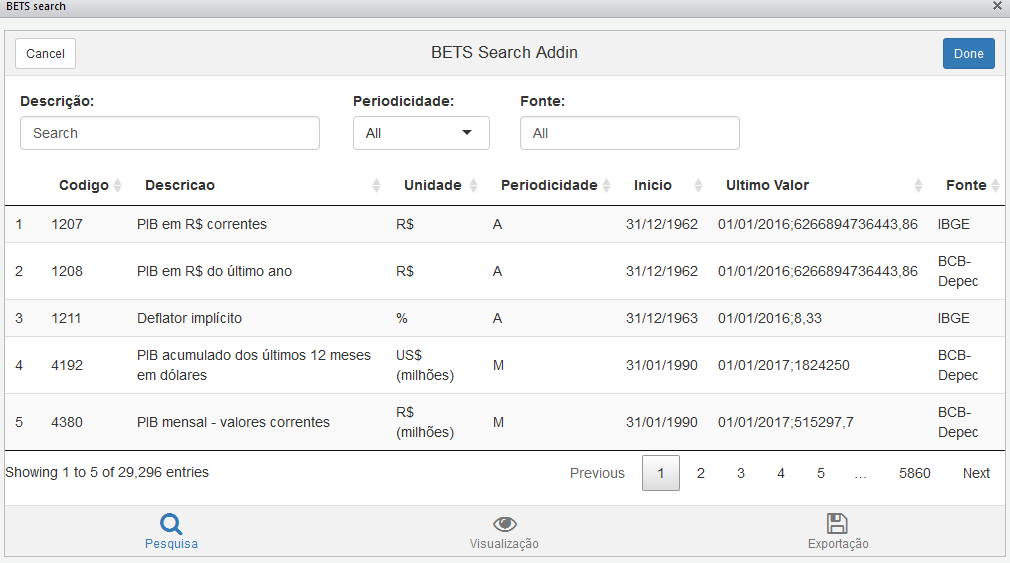 BETS search
Cancel BETS Search Addin Done
Descrição: Periodicidade: Fonte:
Search All All
Codigo Descricao Unidade Periodicidade Inicio Ultimo Valor Fonte
1 1207 PIB em R$ correntes R$ A 31/12/1962 01/01/2016;6266894736443,86 IBGE
2 1208 PIB em R$ do último ano R$ A 31/12/1962 01/01/2016;6266894736443,86 BCB-
Depec
3 1211 Deflator implícito % A 31/12/1963 01/01/2016;8,33 IBGE
4 4192 PIB acumulado dos últimos 12 meses US$ M 31/01/1990 01/01/2017;1824250 BCB-
em dólares (milhões) Depec
5 4380 PIB mensal - valores correntes R$ M 31/01/1990 01/01/2017;515297,7 BCB-
(milhões) Depec
Showing 1 to 5 of 29,296 entries Previous 1 2 3 4 5 … 5860 Next
Pesquisa Visualização Exportação